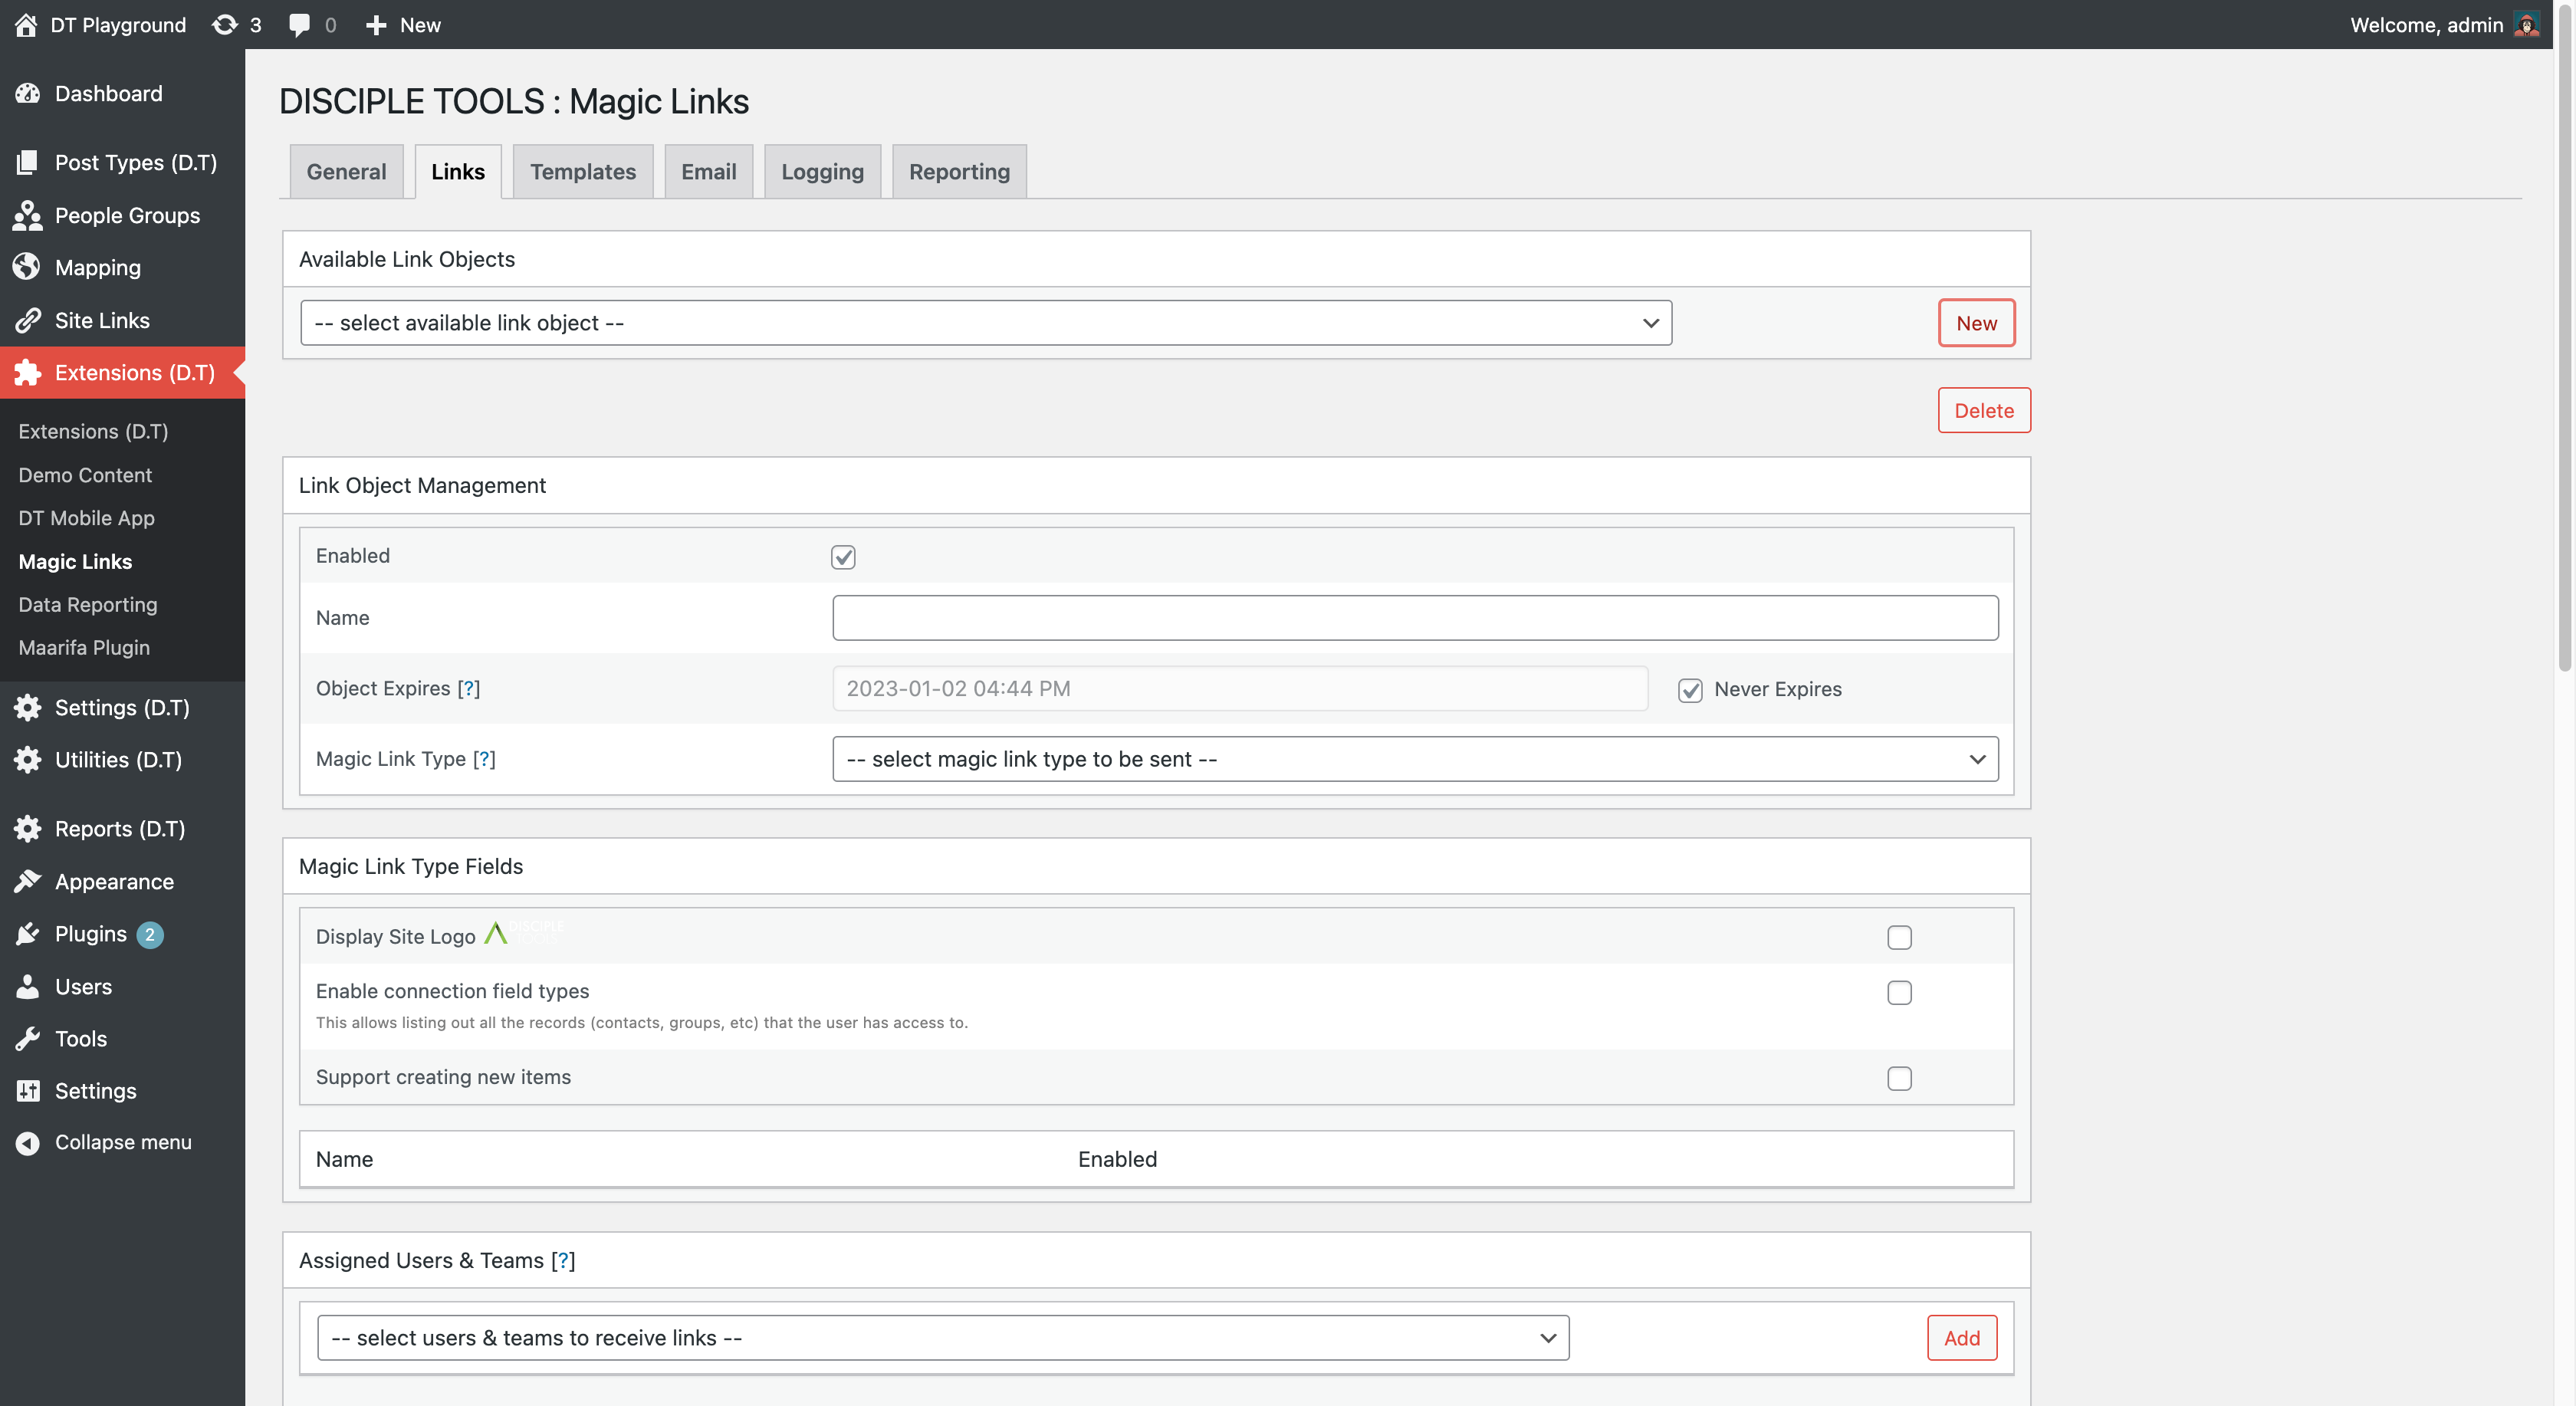 DT Playground 3 0 New Welcome, admin
Dashboard
Post Types (D.T)
People Groups
Mapping
Site Links
Extensions (D.T)
Extensions (D.T)
Demo Content
DT Mobile App
Magic Links
Data Reporting
Maarifa Plugin
Settings (D.T)
Utilities (D.T)
Reports (D.T)
Appearance
Plugins 2
Users
Tools
Settings
Collapse menu
DISCIPLE TOOLS : Magic Links
General Links Templates Email Logging Reporting
Available Link Objects
-- select available link object -- New
Delete
Link Object Management
Enabled
Name
Object Expires [?] 2023-01-02 04:44 PM Never Expires
Magic Link Type [?] -- select magic link type to be sent --
Magic Link Type Fields
Display Site Logo DISCIPLE
Enable connection field types
This allows listing out all the records (contacts, groups, etc) that the user has access to.
Support creating new items
Name Enabled
Assigned Users & Teams [?]
-- select users & teams to receive links -- Add